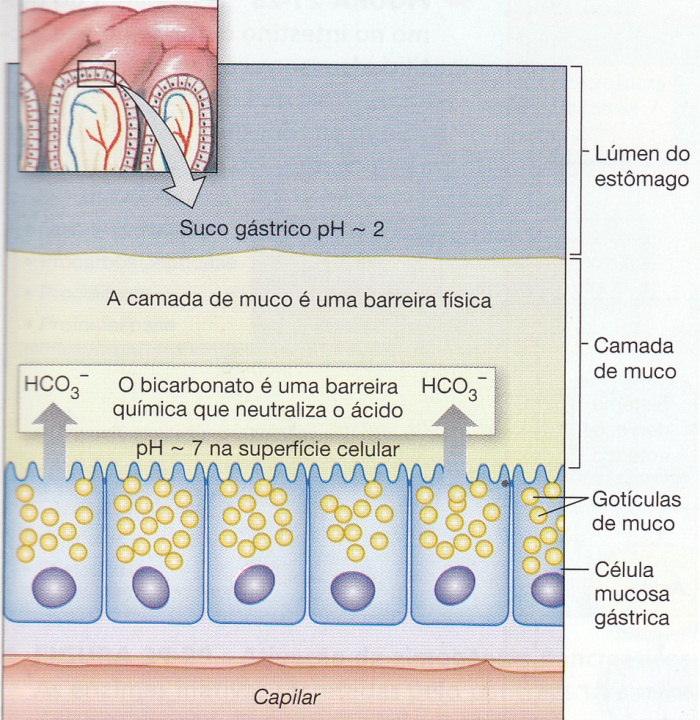 Lúmen do
estômago
Suco gástrico pH ~ 2
A camada de muco é uma barreira física
Camada
de muco
HCO₃⁻
O bicarbonato é uma barreira
química que neutraliza o ácido
HCO₃⁻
pH ~ 7 na superfície celular
Gotículas
de muco
Célula
mucosa
gástrica
Capilar